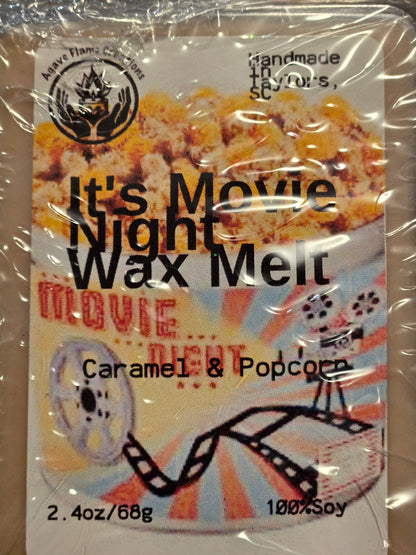 Agave Flame Creations
Handmade
in
Taylors,
SC
It's Movie
Night
Wax Melt
MOVIE
NIGHT
Caramel & Popcorn
2.4oz/68g
100%Soy